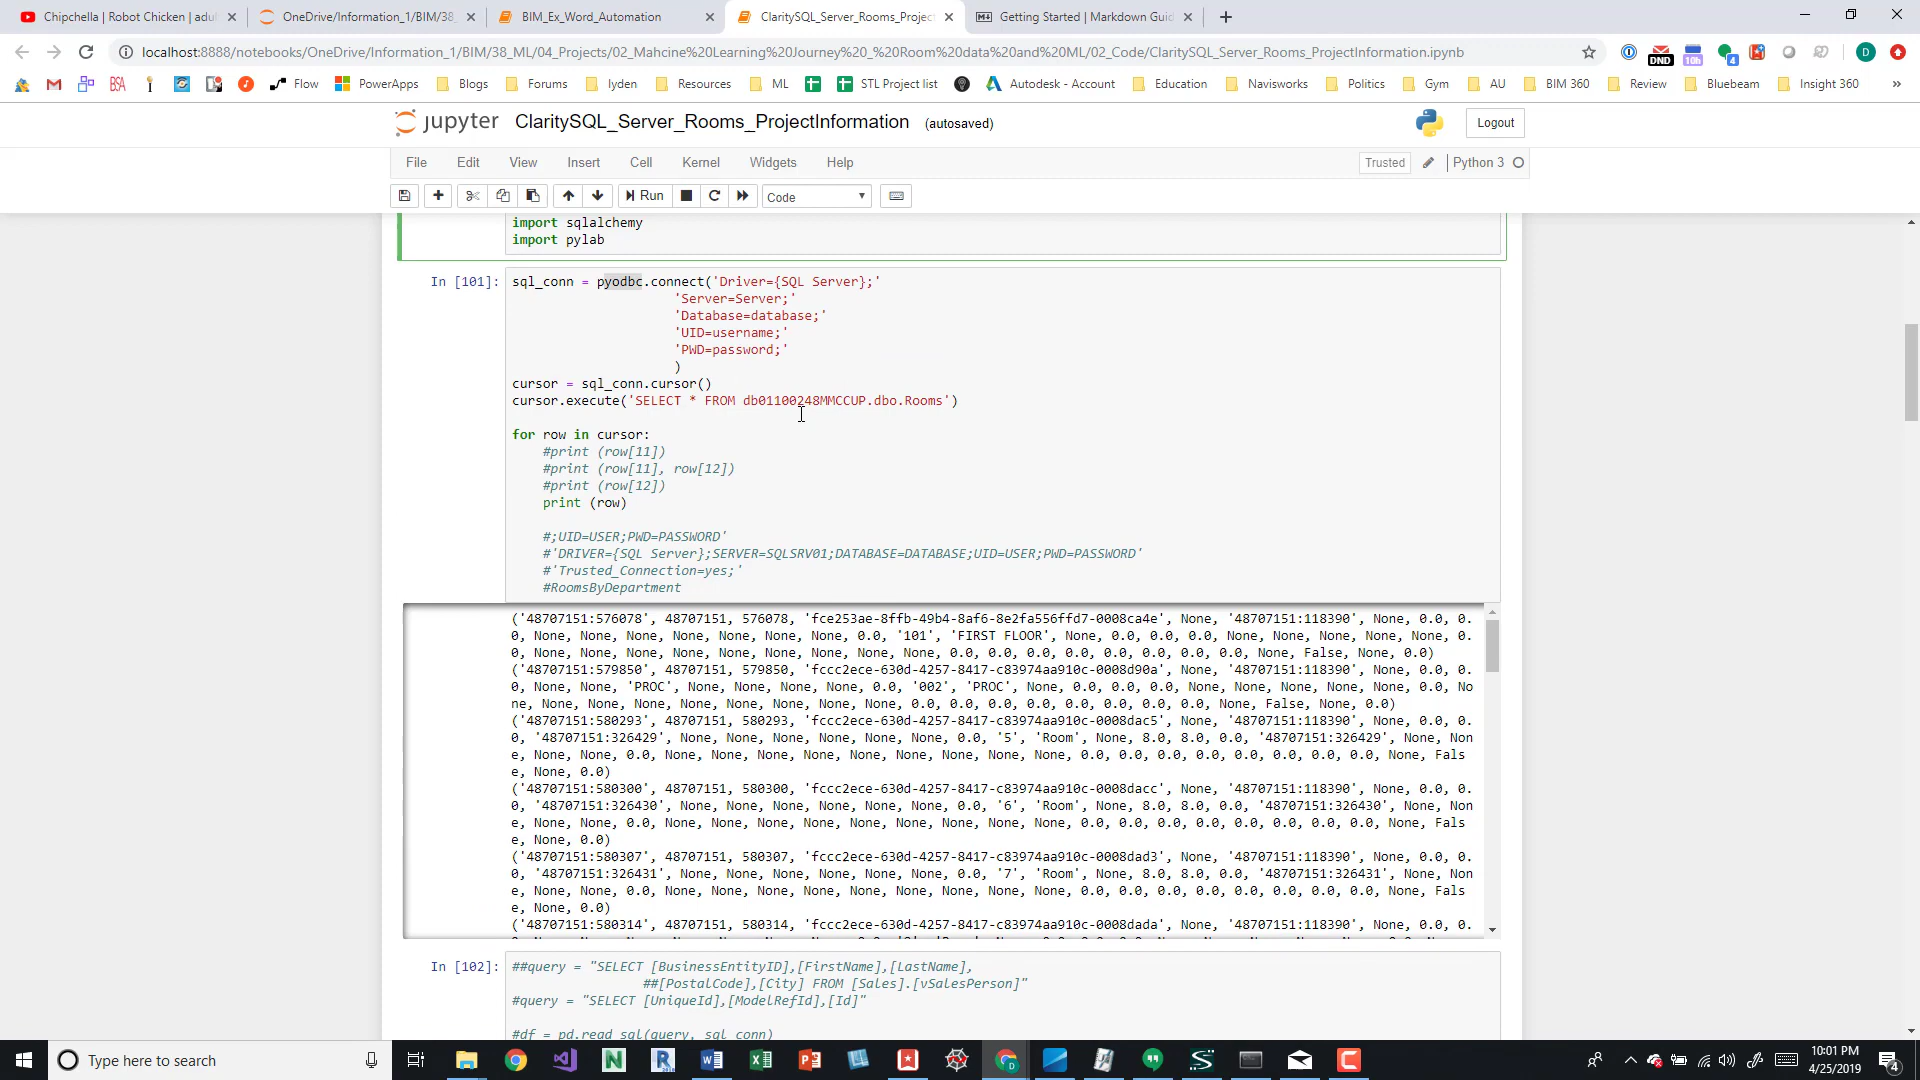 Chipchella | Robot Chicken | adul
OneDrive/Information_1/BIM/38_
BIM_Ex_Word_Automation
ClaritySQL_Server_Rooms_Project
Getting Started | Markdown Guid
localhost:8888/notebooks/OneDrive/Information_1/BIM/38_ML/04_Projects/02_Mahcine%20Learning%20Journey%20_%20Room%20data%20and%20ML/02_Code/ClaritySQL_Server_Rooms_ProjectInformation.ipynb
DND
10h
4
D
BSA
Flow
PowerApps
Blogs
Forums
lyden
Resources
ML
STL Project list
Autodesk - Account
Education
Navisworks
Politics
Gym
AU
BIM 360
Review
Bluebeam
Insight 360
»
jupyter ClaritySQL_Server_Rooms_ProjectInformation (autosaved)
Logout
File Edit View Insert Cell Kernel Widgets Help
Trusted
Python 3
Run
Code
import sqlalchemy
import pylab
In [101]: sql_conn = pyodbc.connect('Driver={SQL Server};'
'Server=Server;'
'Database=database;'
'UID=username;'
'PWD=password;'
)
cursor = sql_conn.cursor()
cursor.execute('SELECT * FROM db01100248MMCCUP.dbo.Rooms')
for row in cursor:
#print (row[11])
#print (row[11], row[12])
#print (row[12])
print (row)
#;UID=USER;PWD=PASSWORD'
#'DRIVER={SQL Server};SERVER=SQLSRV01;DATABASE=DATABASE;UID=USER;PWD=PASSWORD'
#'Trusted_Connection=yes;'
#RoomsByDepartment
('48707151:576078', 48707151, 576078, 'fce253ae-8ffb-49b4-8af6-8e2fa556ffd7-0008ca4e', None, '48707151:118390', None, 0.0, 0.
0, None, None, None, None, None, None, None, 0.0, '101', 'FIRST FLOOR', None, 0.0, 0.0, 0.0, None, None, None, None, None, 0.
0, None, None, None, None, None, None, None, None, 0.0, 0.0, 0.0, 0.0, 0.0, 0.0, 0.0, 0.0, None, False, None, 0.0)
('48707151:579850', 48707151, 579850, 'fccc2ece-630d-4257-8417-c83974aa910c-0008d90a', None, '48707151:118390', None, 0.0, 0.
0, None, None, 'PROC', None, None, None, None, 0.0, '002', 'PROC', None, 0.0, 0.0, 0.0, None, None, None, None, None, 0.0, No
ne, None, None, None, None, None, None, None, 0.0, 0.0, 0.0, 0.0, 0.0, 0.0, 0.0, 0.0, None, False, None, 0.0)
('48707151:580293', 48707151, 580293, 'fccc2ece-630d-4257-8417-c83974aa910c-0008dac5', None, '48707151:118390', None, 0.0, 0.
0, '48707151:326429', None, None, None, None, None, None, 0.0, '5', 'Room', None, 8.0, 8.0, 0.0, '48707151:326429', None, Non
e, None, None, 0.0, None, None, None, None, None, None, None, None, 0.0, 0.0, 0.0, 0.0, 0.0, 0.0, 0.0, 0.0, None, Fals
e, None, 0.0)
('48707151:580300', 48707151, 580300, 'fccc2ece-630d-4257-8417-c83974aa910c-0008dacc', None, '48707151:118390', None, 0.0, 0.
0, '48707151:326430', None, None, None, None, None, None, 0.0, '6', 'Room', None, 8.0, 8.0, 0.0, '48707151:326430', None, Non
e, None, None, 0.0, None, None, None, None, None, None, None, None, 0.0, 0.0, 0.0, 0.0, 0.0, 0.0, 0.0, 0.0, None, Fals
e, None, 0.0)
('48707151:580307', 48707151, 580307, 'fccc2ece-630d-4257-8417-c83974aa910c-0008dad3', None, '48707151:118390', None, 0.0, 0.
0, '48707151:326431', None, None, None, None, None, None, 0.0, '7', 'Room', None, 8.0, 8.0, 0.0, '48707151:326431', None, Non
e, None, None, 0.0, None, None, None, None, None, None, None, None, 0.0, 0.0, 0.0, 0.0, 0.0, 0.0, 0.0, 0.0, None, Fals
e, None, 0.0)
('48707151:580314', 48707151, 580314, 'fccc2ece-630d-4257-8417-c83974aa910c-0008dada', None, '48707151:118390', None, 0.0, 0.
In [102]: ##query = "SELECT [BusinessEntityID],[FirstName],[LastName],
##[PostalCode],[City] FROM [Sales].[vSalesPerson]"
#query = "SELECT [UniqueId],[ModelRefId],[Id]"
#df = pd.read_sql(query, sql_conn)
Type here to search
10:01 PM
4/25/2019
4